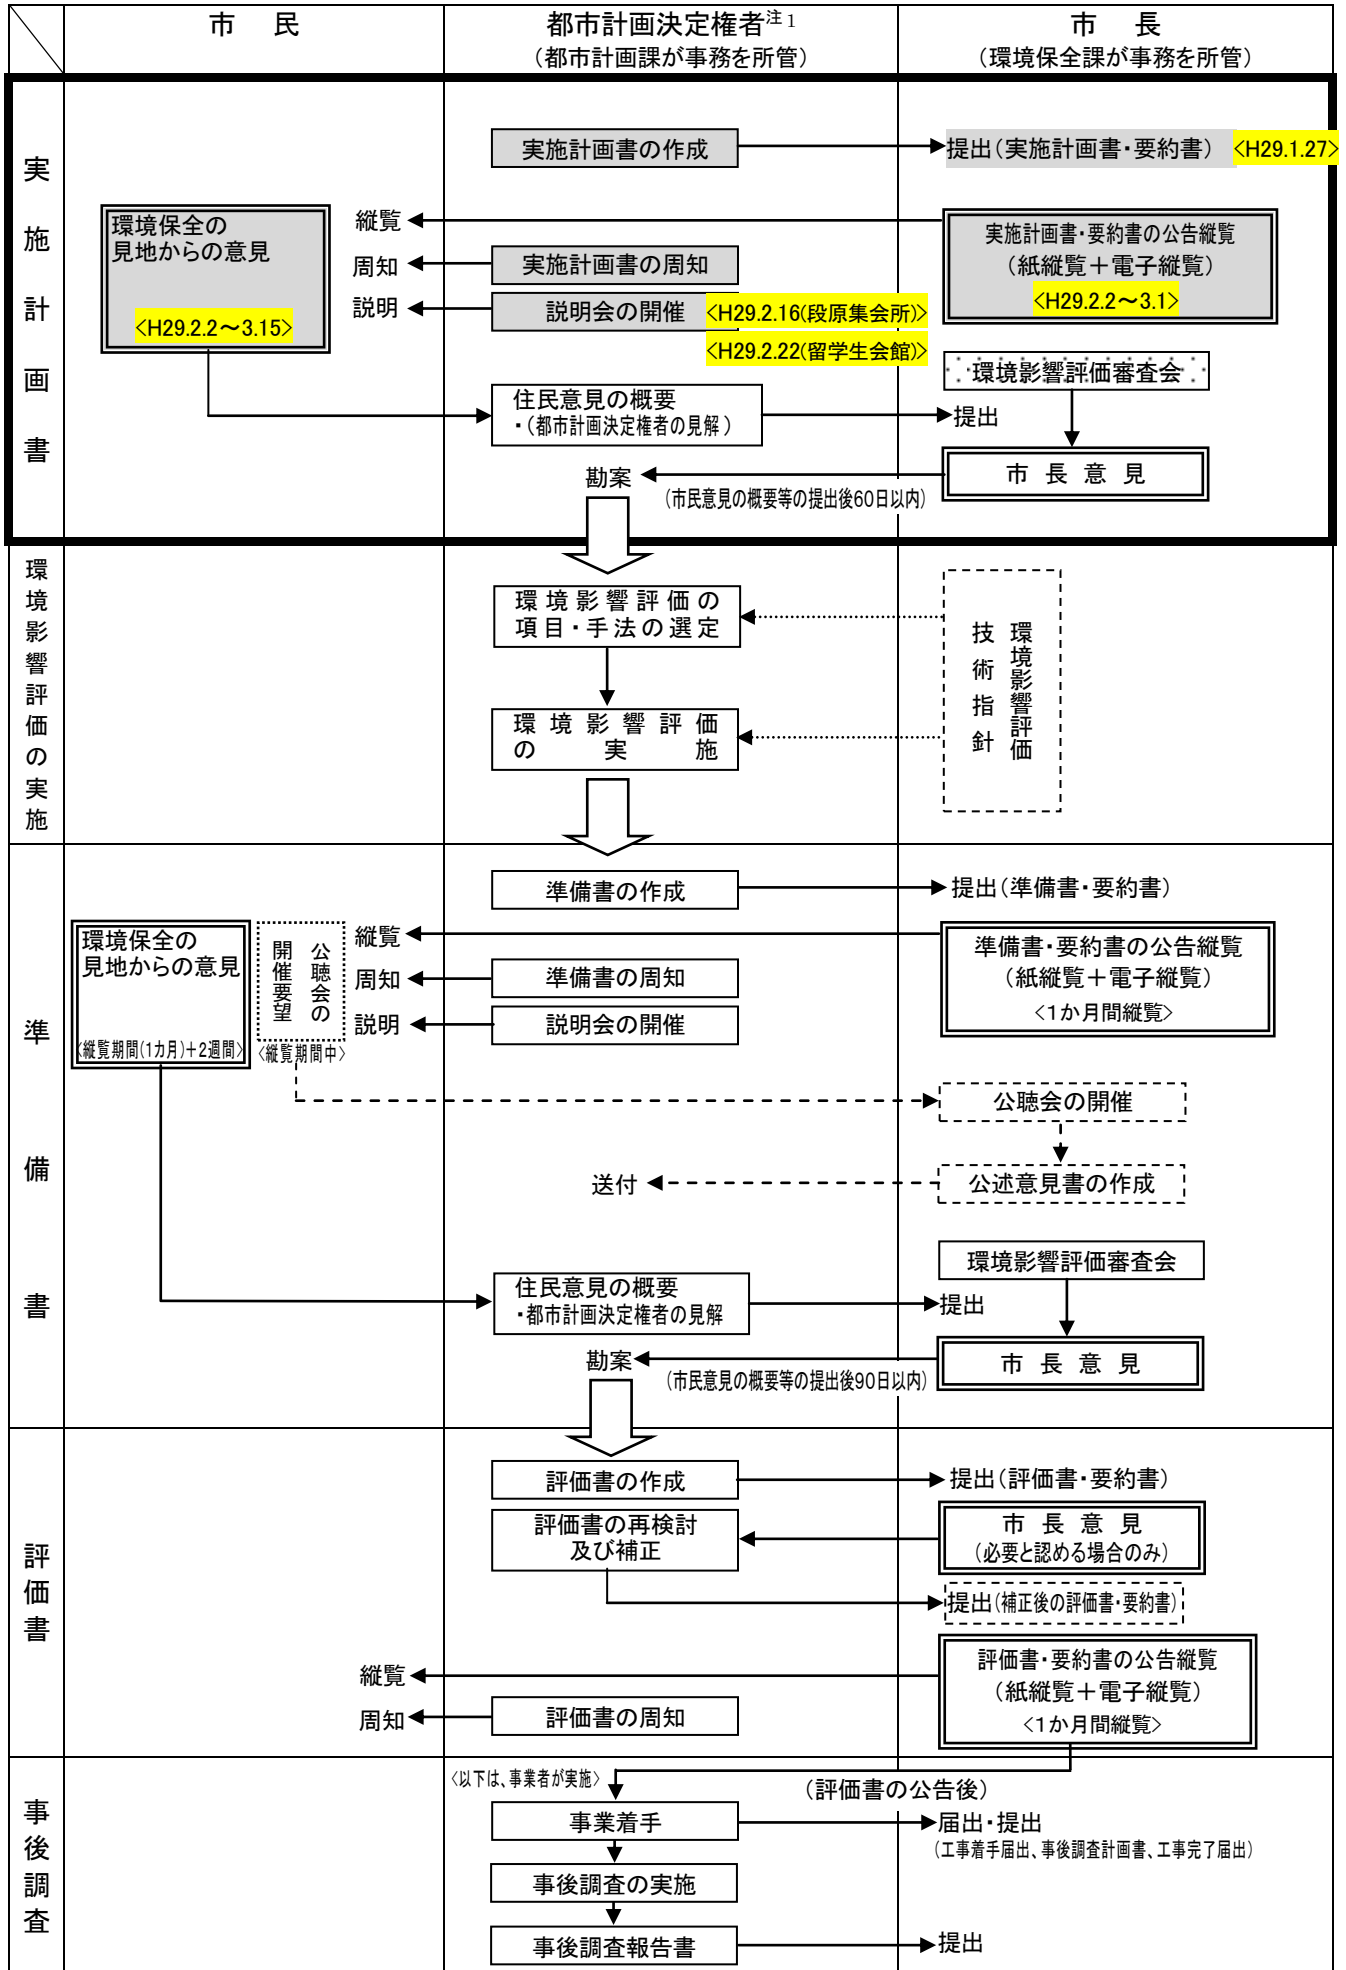 市　民
都市計画決定権者注1
（都市計画課が事務を所管）
市　長
（環境保全課が事務を所管）
実施計画書
実施計画書の作成
提出（実施計画書・要約書）
<H29.1.27>
環境保全の
見地からの意見
<H29.2.2～3.15>
縦覧
実施計画書・要約書の公告縦覧
（紙縦覧＋電子縦覧）
<H29.2.2～3.1>
周知
実施計画書の周知
説明
説明会の開催
<H29.2.16(段原集会所)>
<H29.2.22(留学生会館)>
環境影響評価審査会
住民意見の概要
・（都市計画決定権者の見解）
提出
勘案
市　長　意　見
（市民意見の概要等の提出後60日以内）
環境影響評価の実施
環境影響評価の
項目・手法の選定
環境影響評価
技術指針
環境影響評価
の実施
準備書
準備書の作成
提出（準備書・要約書）
環境保全の
見地からの意見
<縦覧期間(1カ月)＋2週間>
公聴会の
開催要望
<縦覧期間中>
縦覧
準備書・要約書の公告縦覧
（紙縦覧＋電子縦覧）
<1か月間縦覧>
周知
準備書の周知
説明
説明会の開催
公聴会の開催
送付
公述意見書の作成
環境影響評価審査会
住民意見の概要
・都市計画決定権者の見解
提出
勘案
市　長　意　見
（市民意見の概要等の提出後90日以内）
評価書
評価書の作成
提出（評価書・要約書）
評価書の再検討
及び補正
市　長　意　見
（必要と認める場合のみ）
提出（補正後の評価書・要約書）
縦覧
評価書・要約書の公告縦覧
（紙縦覧＋電子縦覧）
<1か月間縦覧>
周知
評価書の周知
事後調査
<以下は、事業者が実施>
（評価書の公告後）
事業着手
届出・提出
（工事着手届出、事後調査計画書、工事完了届出）
事後調査の実施
事後調査報告書
提出